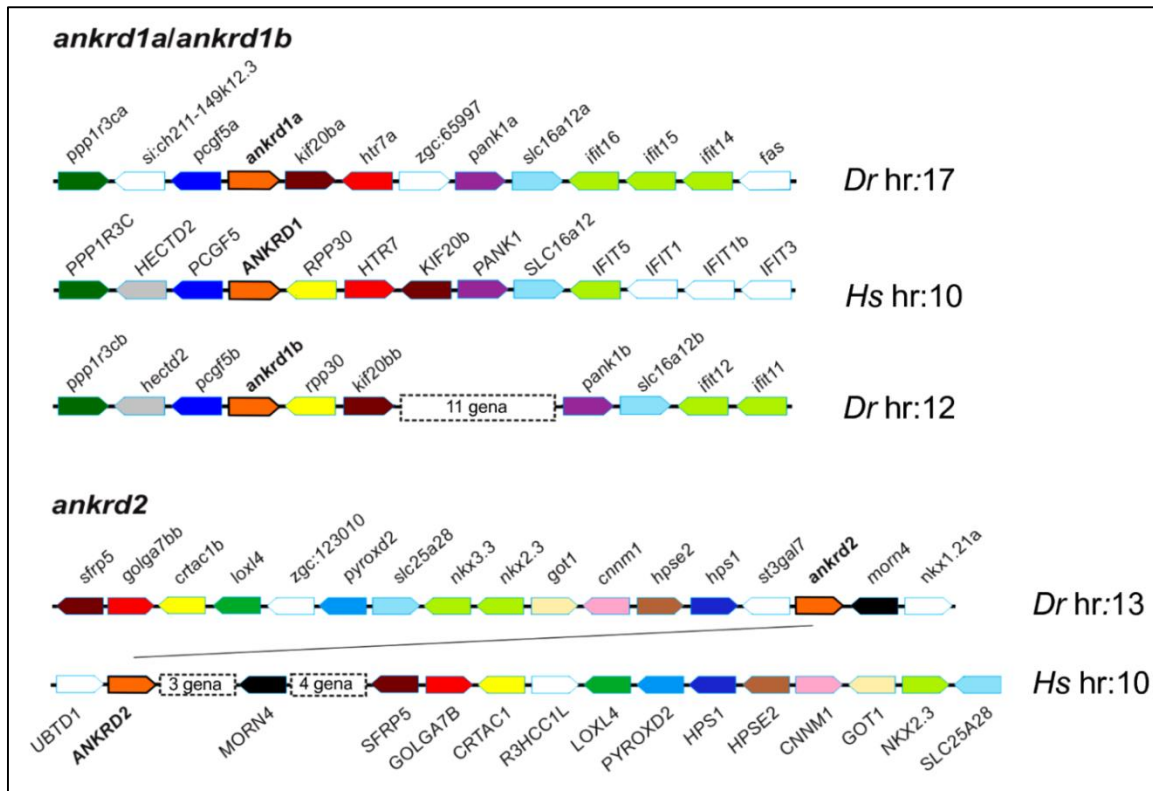 ankrd1a/ankrd1b
ppp1r3ca si:ch211-149k12.3 pcgf5a ankrd1a kif20ba htr7a zgc:65997 pank1a slc16a12a ifit16 ifit15 ifit14 fas
Dr hr:17
PPP1R3C HECTD2 PCGF5 ANKRD1 RPP30 HTR7 KIF20b PANK1 SLC16a12 IFIT5 IFIT1 IFIT1b IFIT3
Hs hr:10
ppp1r3cb hectd2 pcgf5b ankrd1b rpp30 kif20bb pank1b slc16a12b ifit12 ifit11
11 gena
Dr hr:12
ankrd2
sfrp5 golga7bb crtac1b loxl4 zgc:123010 pyroxd2 slc25a28 nkx3.3 nkx2.3 got1 cnnm1 hpse2 hps1 st3gal7 ankrd2 morn4 nkx1.21a
Dr hr:13
3 gena 4 gena
Hs hr:10
UBTD1 ANKRD2 MORN4 SFRP5 GOLGA7B CRTAC1 R3HCC1L LOXL4 PYROXD2 HPS1 HPSE2 CNNM1 GOT1 NKX2.3 SLC25A28